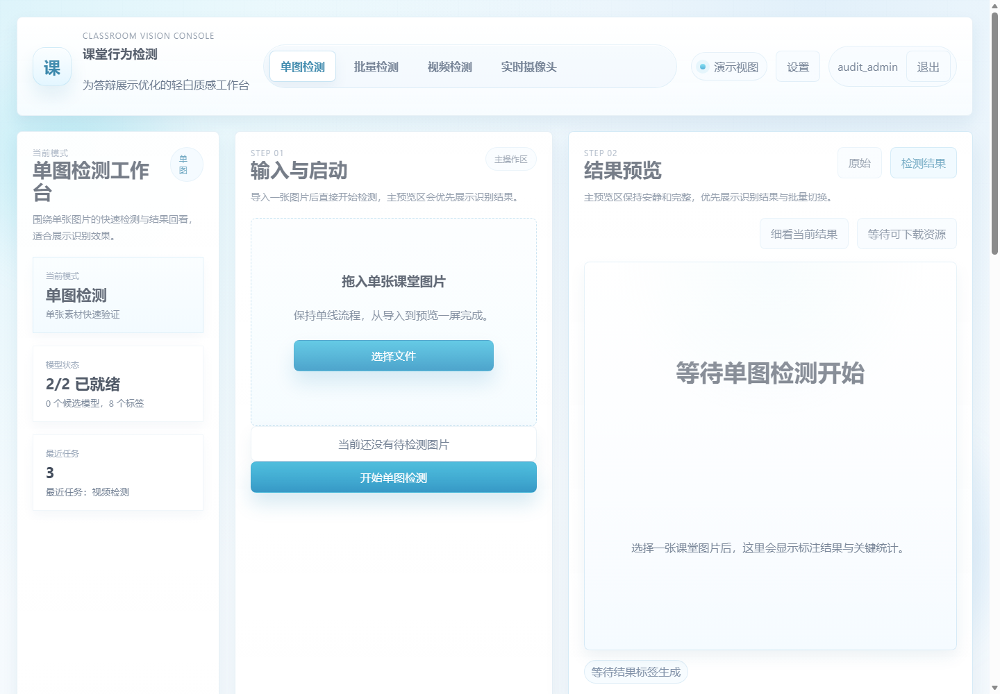 课
CLASSROOM VISION CONSOLE
课堂行为检测
为答辩展示优化的轻白质感工作台
单图检测
批量检测
视频检测
实时摄像头
演示视图
设置
audit_admin
退出
当前模式
单图检测工作
台
单
图
围绕单张图片的快速检测与结果回看，
适合展示识别效果。
当前模式
单图检测
单张素材快速验证
模型状态
2/2 已就绪
0 个候选模型，8 个标签
最近任务
3
最近任务：视频检测
STEP 01
输入与启动
主操作区
导入一张图片后直接开始检测，主预览区会优先展示识别结果。
拖入单张课堂图片
保持单线流程，从导入到预览一屏完成。
选择文件
当前还没有待检测图片
开始单图检测
STEP 02
结果预览
原始
检测结果
主预览区保持安静和完整，优先展示识别结果与批量切换。
细看当前结果
等待可下载资源
等待单图检测开始
选择一张课堂图片后，这里会显示标注结果与关键统计。
等待结果标签生成